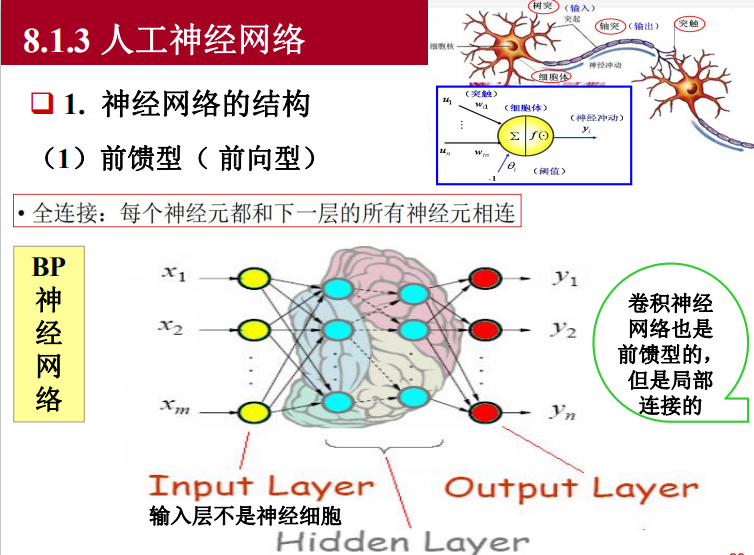 8.1.3 人工神经网络
树突
(输入)
突起
轴突
(输出)
突触
细胞核
神经冲动
细胞体
1. 神经网络的结构
（1）前馈型（ 前向型）
(突触)
u1
wi1
(细胞体)
(神经冲动)
Σ f(·)
yi
un
win
θi
(阈值)
-1
• 全连接：每个神经元都和下一层的所有神经元相连
BP
神
经
网
络
x1
y1
x2
y2
xm
yn
卷积神经
网络也是
前馈型的，
但是局部
连接的
Input Layer
Output Layer
输入层不是神经细胞
Hidden Layer